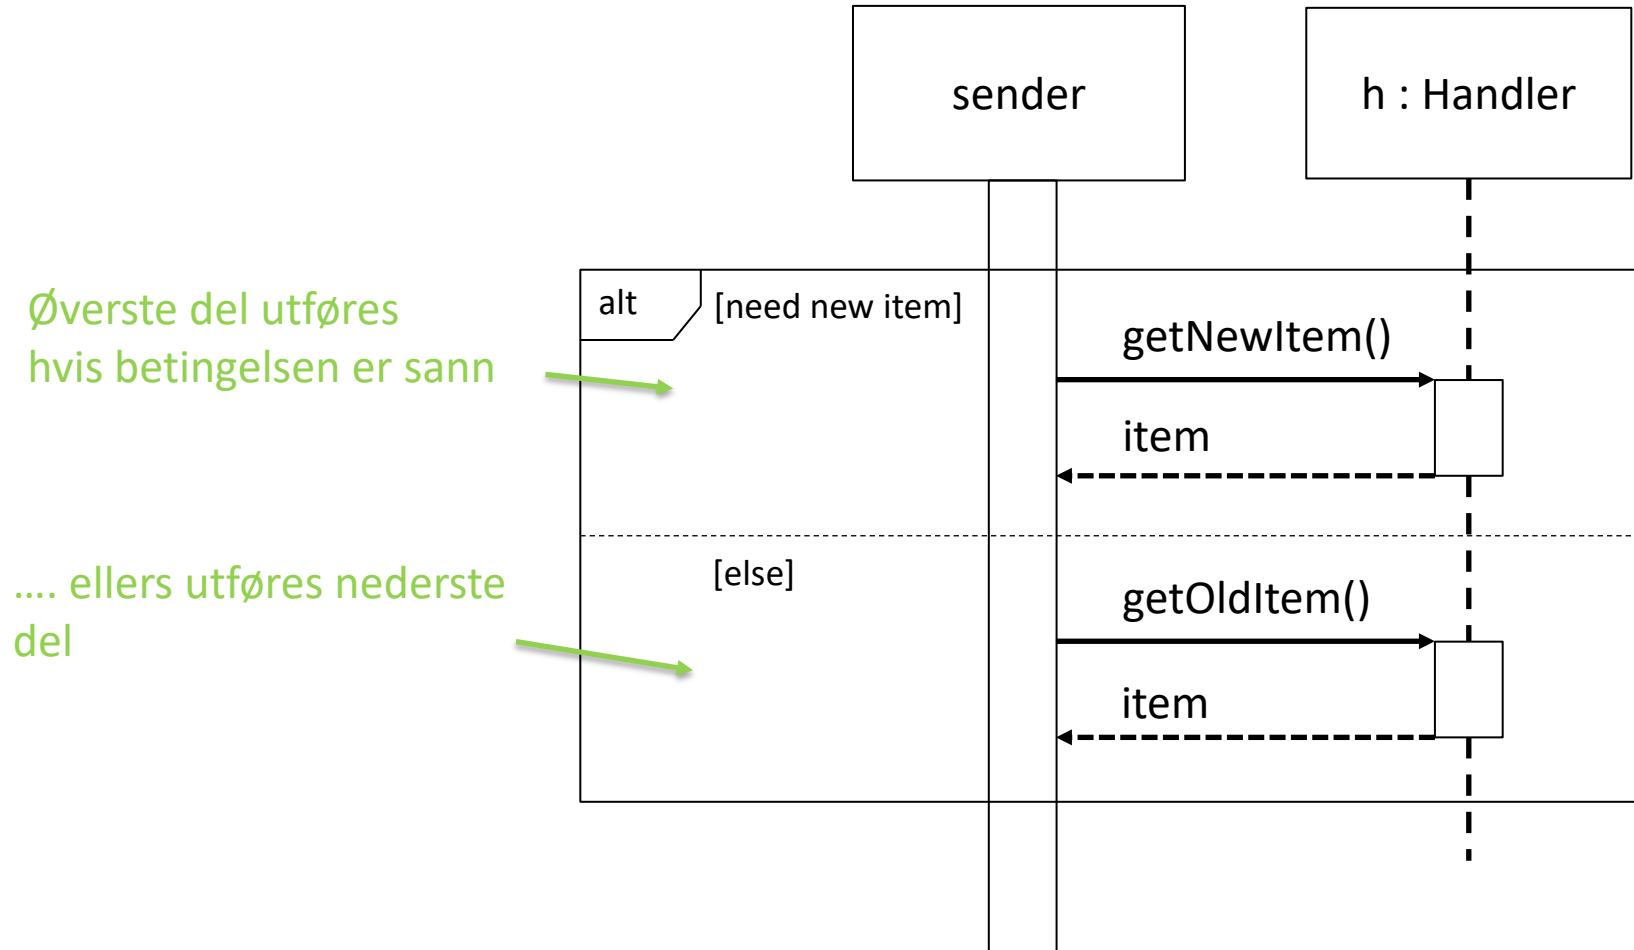 sender
h : Handler
Øverste del utføres
hvis betingelsen er sann
alt
[need new item]
getNewItem()
item
…. ellers utføres nederste
del
[else]
getOldItem()
item